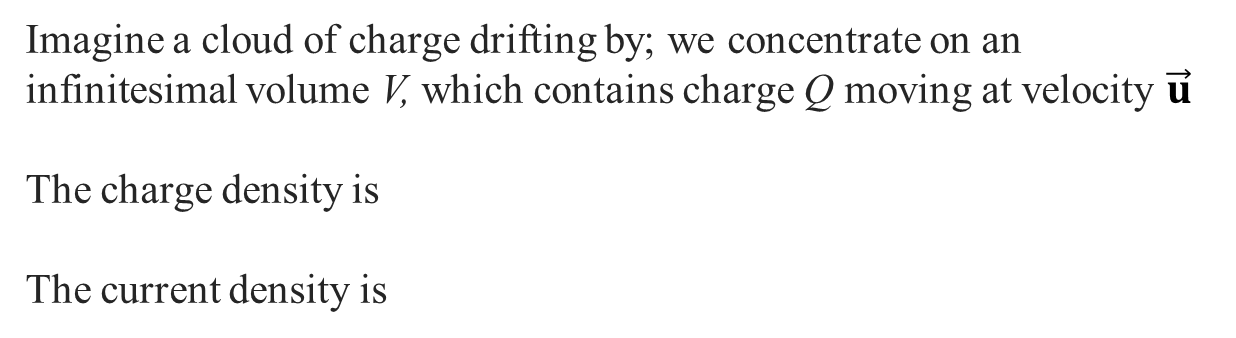 Imagine a cloud of charge drifting by; we concentrate on an
infinitesimal volume V, which contains charge Q moving at velocity u⃗
The charge density is
The current density is